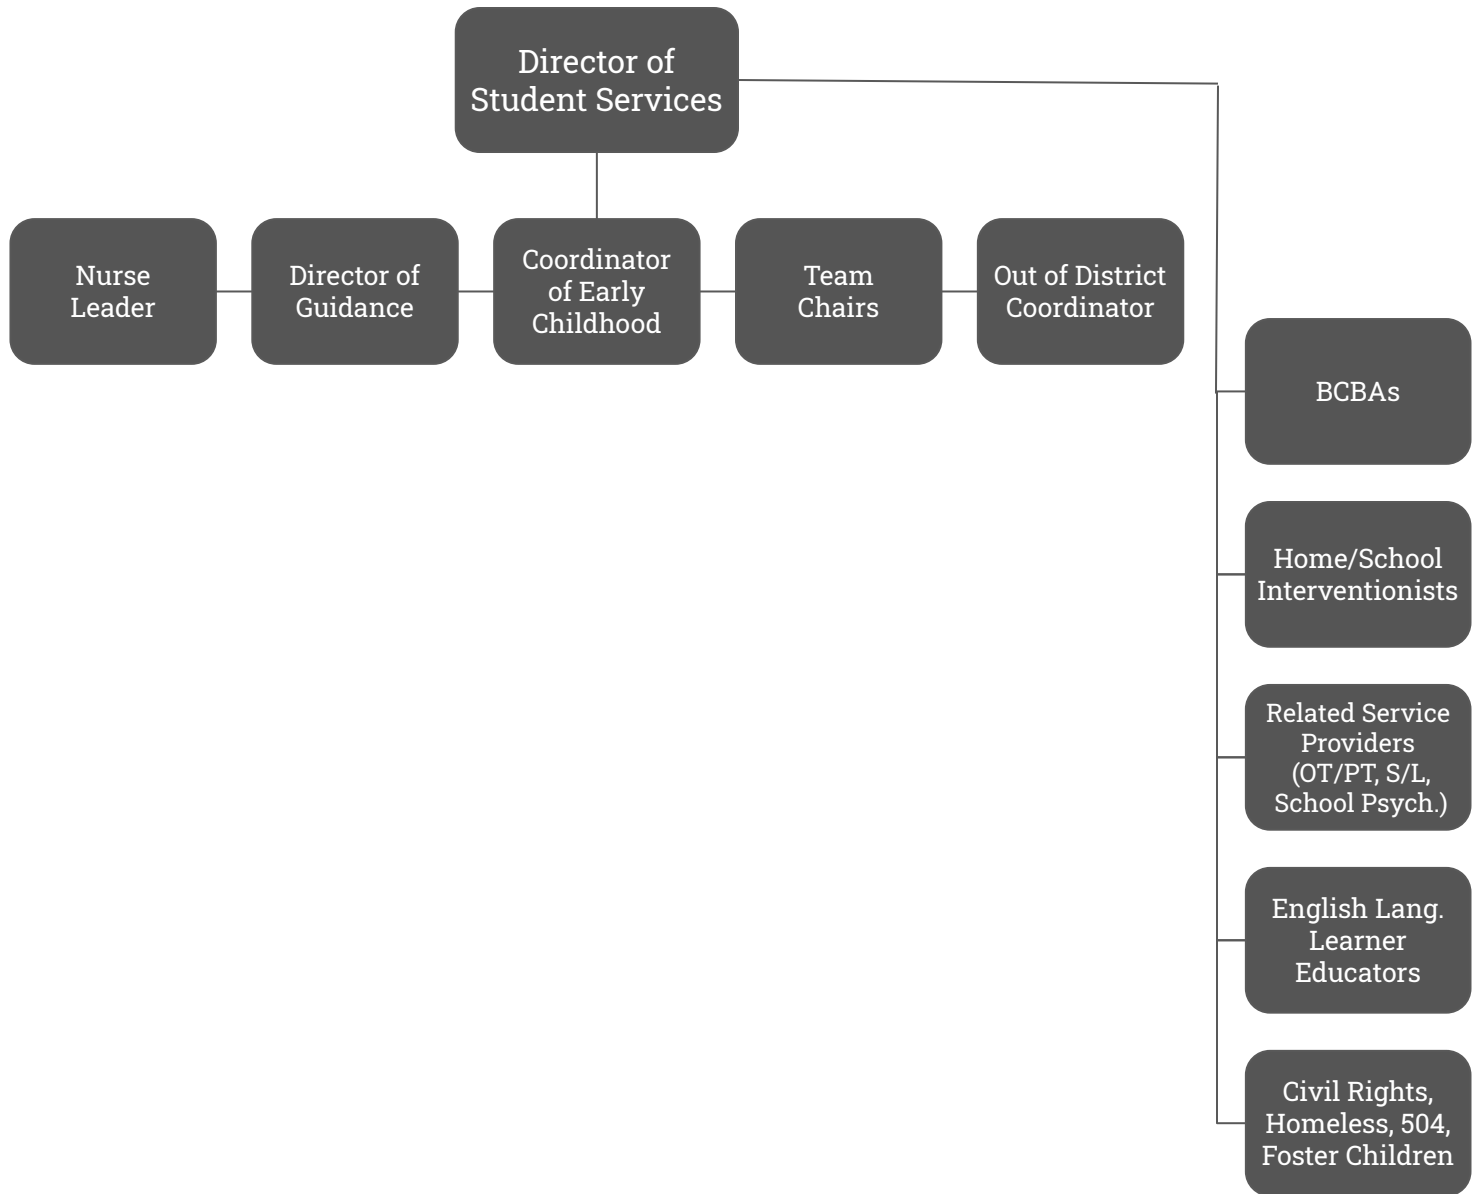 Director of
Student Services
Nurse
Leader
Director of
Guidance
Coordinator
of Early
Childhood
Team
Chairs
Out of District
Coordinator
BCBAs
Home/School
Interventionists
Related Service
Providers
(OT/PT, S/L,
School Psych.)
English Lang.
Learner
Educators
Civil Rights,
Homeless, 504,
Foster Children